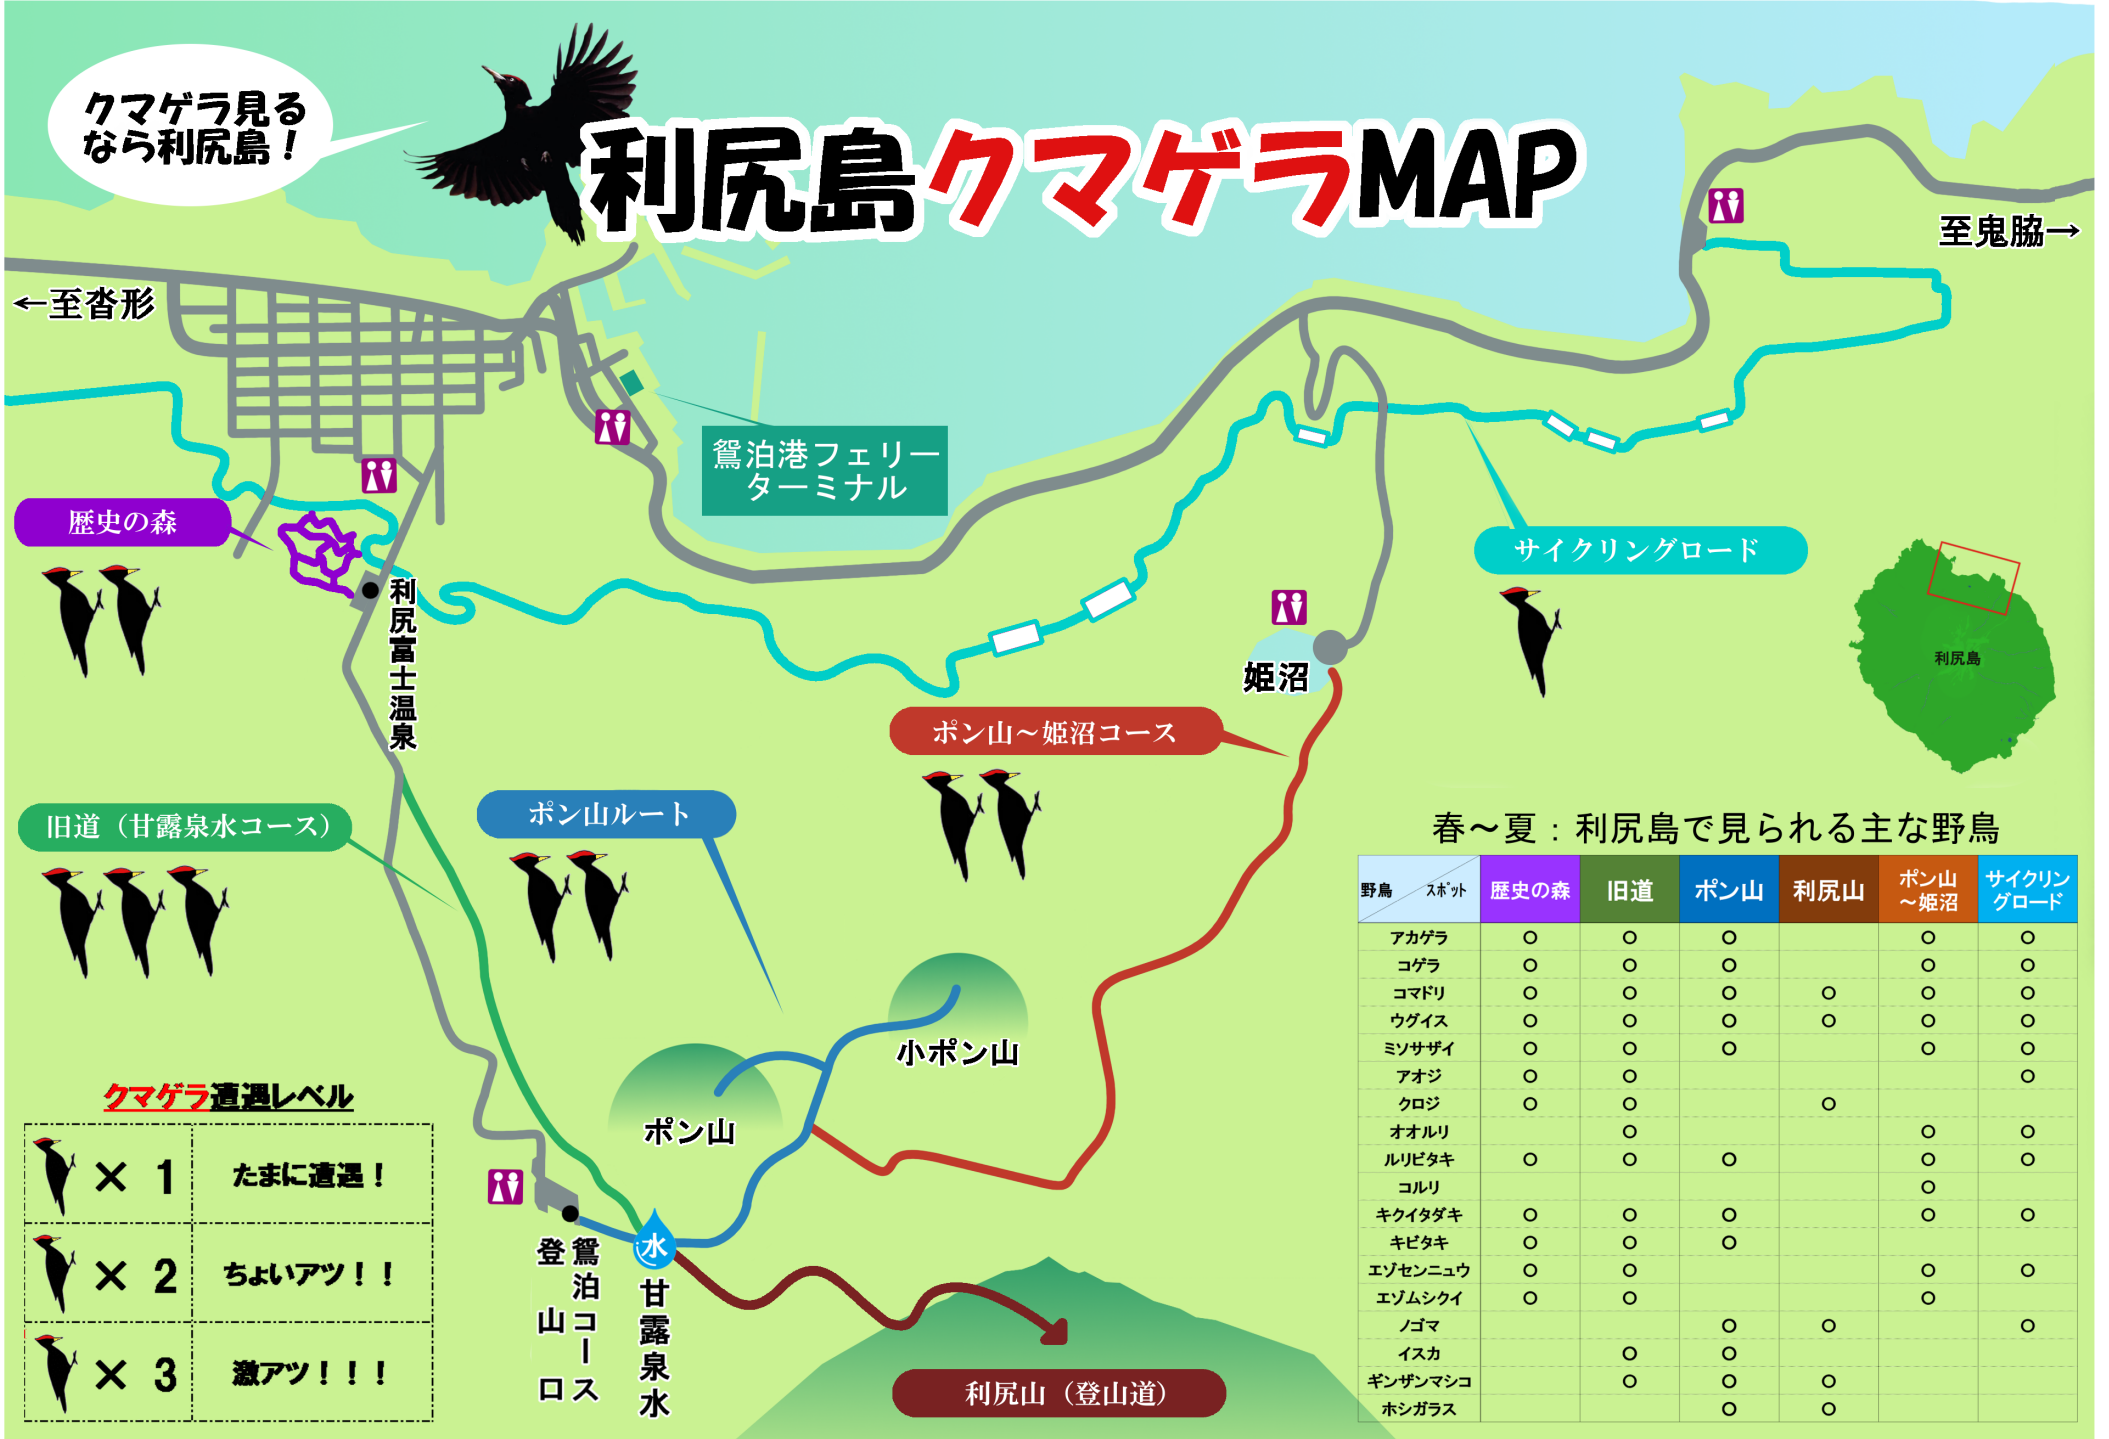 クマゲラ見る
なら利尻島！
利尻島クマゲラMAP
至鬼脇→
←至沓形
鴛泊港フェリー
ターミナル
歴史の森
サイクリングロード
利尻富士温泉
姫沼
利尻島
ポン山～姫沼コース
旧道（甘露泉水コース）
ポン山ルート
小ポン山
ポン山
鴛泊コース
登山口
水
甘露泉水
利尻山（登山道）
クマゲラ遭遇レベル
× 1 たまに遭遇！
× 2 ちょいアツ！！
× 3 激アツ！！！
春～夏：利尻島で見られる主な野鳥
野鳥 スポット 歴史の森 旧道 ポン山 利尻山 ポン山～姫沼 サイクリングロード
アカゲラ ○ ○ ○ ○ ○
コゲラ ○ ○ ○ ○ ○
コマドリ ○ ○ ○ ○ ○ ○
ウグイス ○ ○ ○ ○ ○ ○
ミソサザイ ○ ○ ○ ○ ○
アオジ ○ ○ ○
クロジ ○ ○ ○
オオルリ ○ ○ ○
ルリビタキ ○ ○ ○ ○ ○
コルリ ○
キクイタダキ ○ ○ ○ ○ ○
キビタキ ○ ○ ○
エゾセンニュウ ○ ○ ○ ○
エゾムシクイ ○ ○ ○
ノゴマ ○ ○ ○
イスカ ○ ○
ギンザンマシコ ○ ○ ○
ホシガラス ○ ○